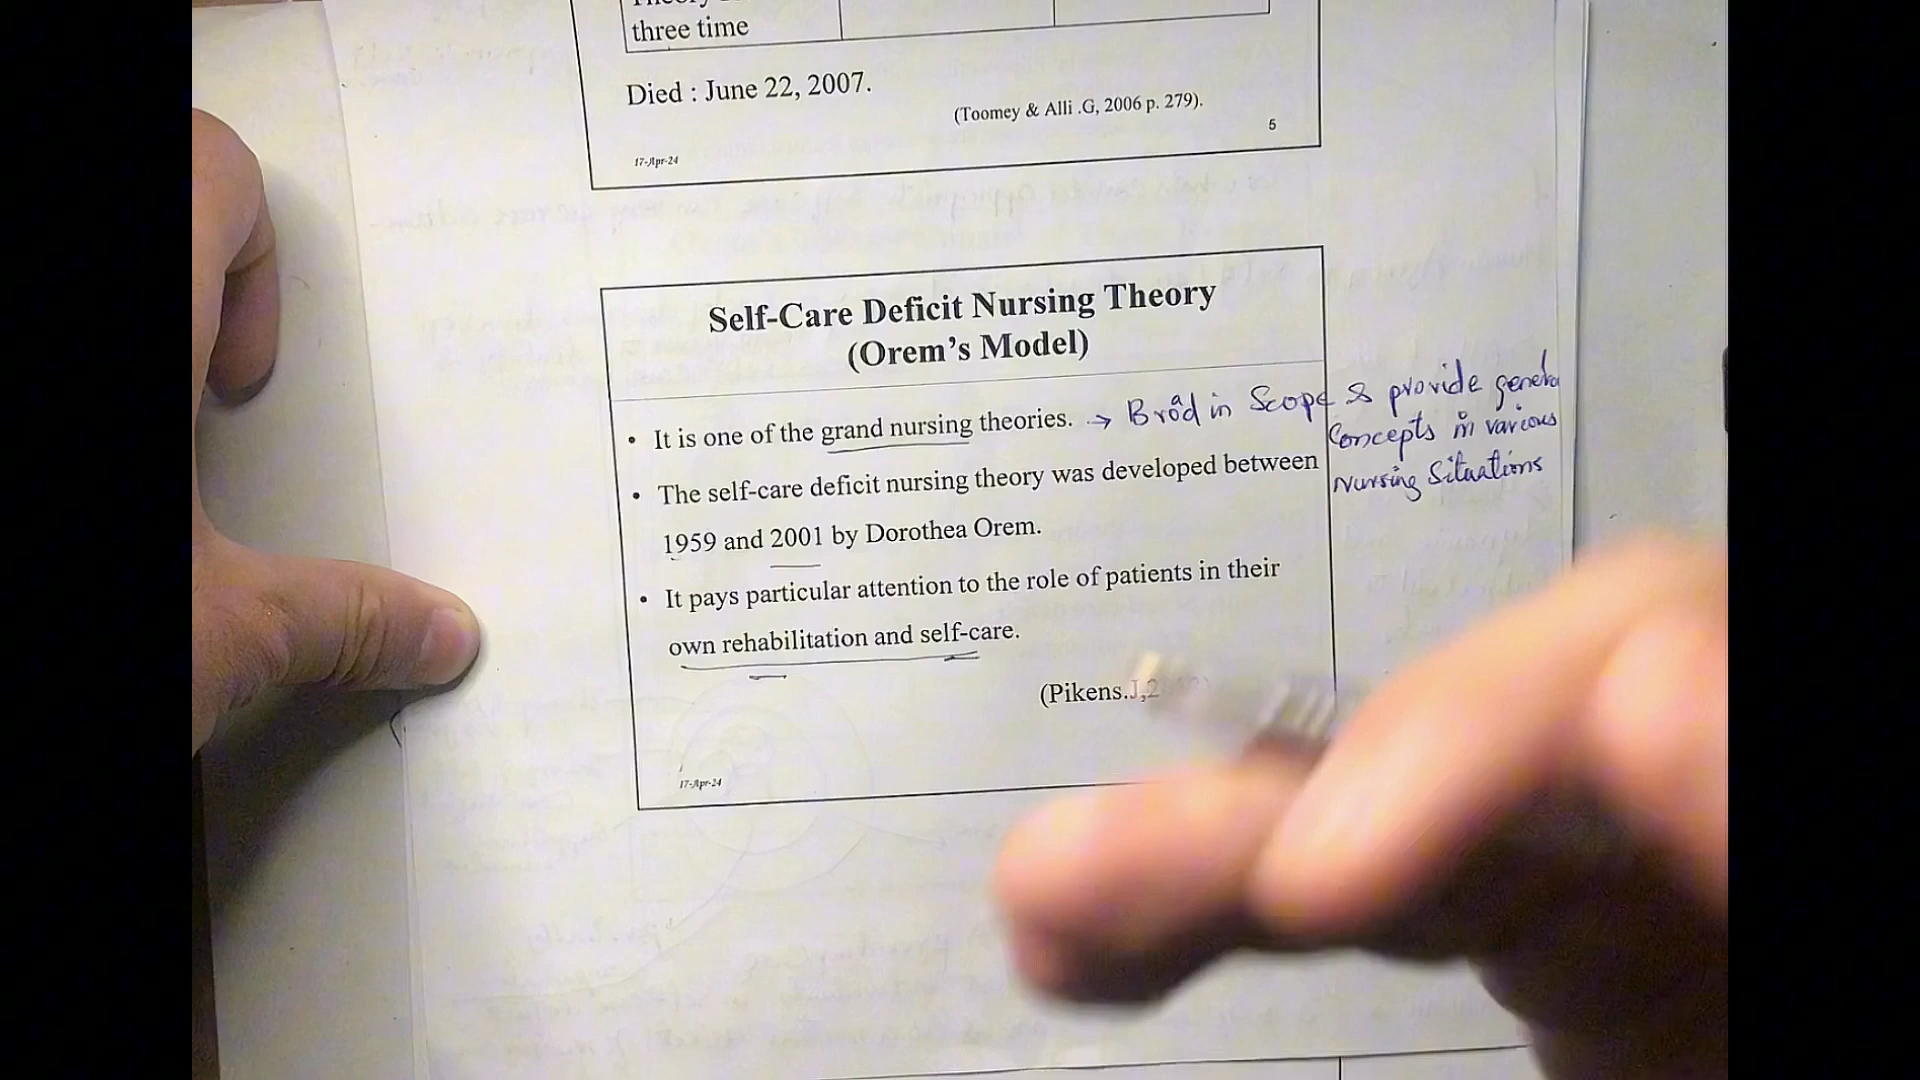 three time
Died : June 22, 2007.
(Toomey & Alli .G, 2006 p. 279).
5
17-Apr-24
Self-Care Deficit Nursing Theory
(Orem's Model)
• It is one of the grand nursing theories. → Broad in Scope & provide general
Concepts in various
Nursing Situations
• The self-care deficit nursing theory was developed between
1959 and 2001 by Dorothea Orem.
• It pays particular attention to the role of patients in their
own rehabilitation and self-care.
(Pikens.J,2
17-Apr-24